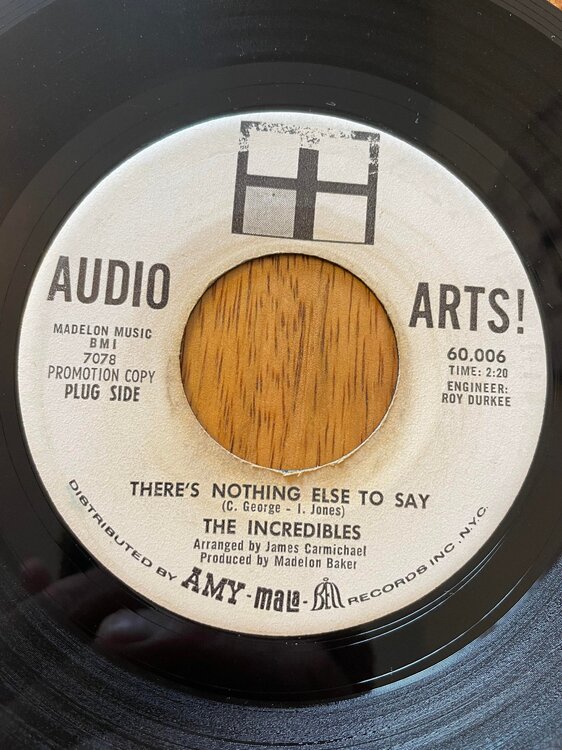 AUDIO ARTS!
MADELON MUSIC
BMI
7078
PROMOTION COPY
PLUG SIDE
60.006
TIME: 2:20
ENGINEER:
ROY DURKEE
THERE'S NOTHING ELSE TO SAY
(C. George - I. Jones)
THE INCREDIBLES
Arranged by James Carmichael
Produced by Madelon Baker
DISTRIBUTED BY AMY-mala-BELL RECORDS INC. N.Y.C.